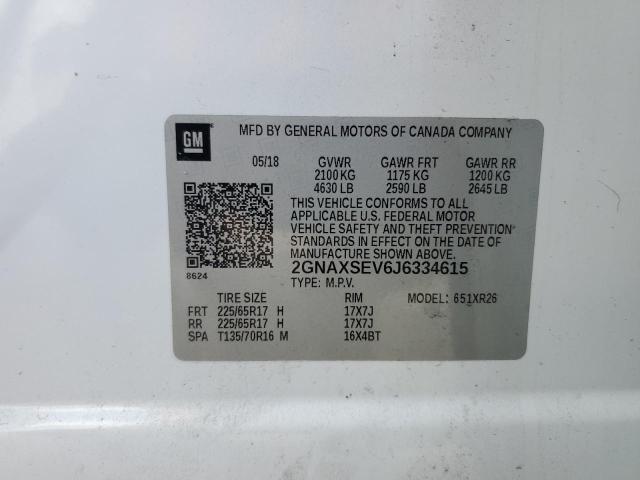 GM MFD BY GENERAL MOTORS OF CANADA COMPANY
05/18 GVWR GAWR FRT GAWR RR
2100 KG 1175 KG 1200 KG
4630 LB 2590 LB 2645 LB
THIS VEHICLE CONFORMS TO ALL
APPLICABLE U.S. FEDERAL MOTOR
VEHICLE SAFETY AND THEFT PREVENTION
STANDARDS IN EFFECT ON THE DATE OF
MANUFACTURE SHOWN ABOVE.
8624 2GNAXSEV6J6334615
TYPE: M.P.V.
TIRE SIZE RIM MODEL: 651XR26
FRT 225/65R17 H 17X7J
RR 225/65R17 H 17X7J
SPA T135/70R16 M 16X4BT